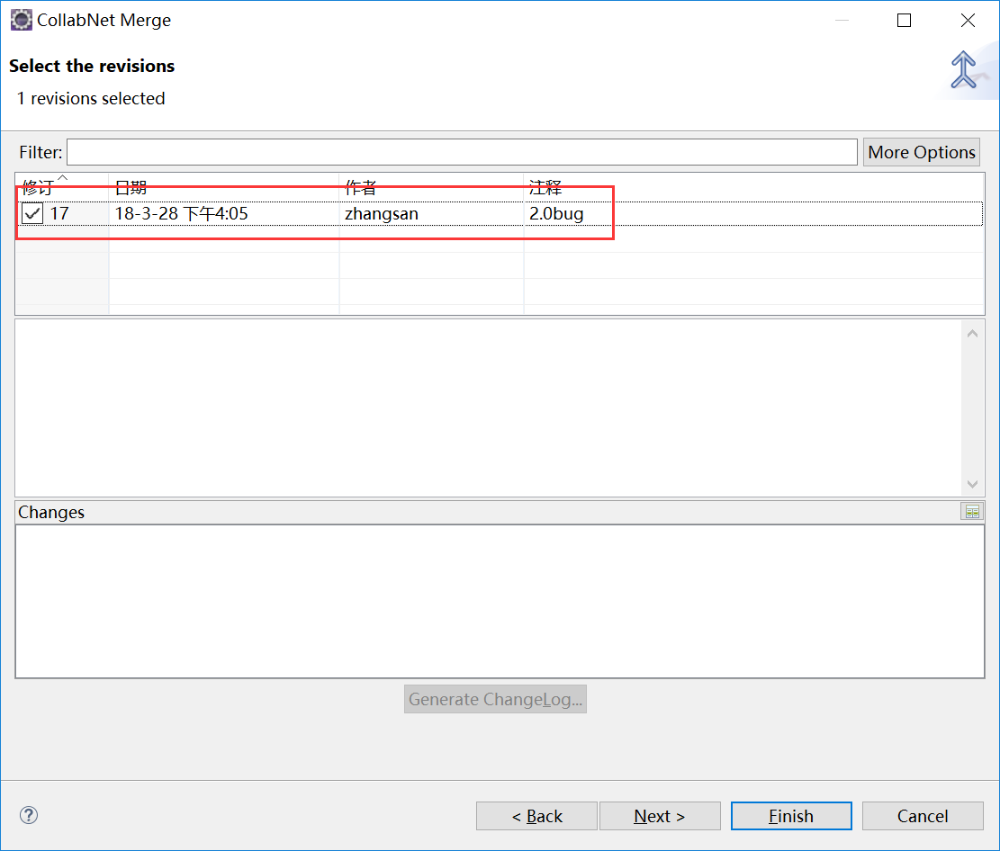 CollabNet Merge
Select the revisions
1 revisions selected
Filter:
More Options
修订 日期 作者 注释
17 18-3-28 下午4:05 zhangsan 2.0bug
Changes
Generate ChangeLog...
< Back Next > Finish Cancel